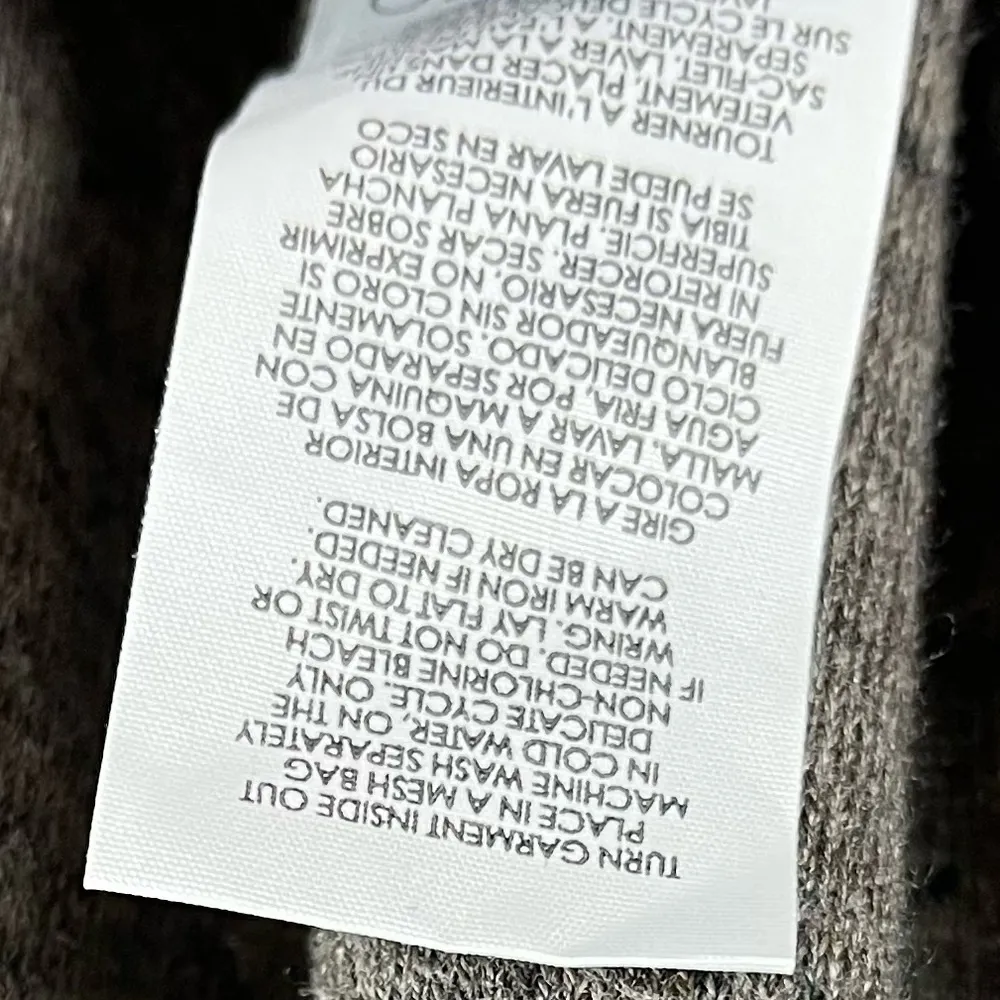 TURN GARMENT INSIDE OUT
PLACE IN A MESH BAG
MACHINE WASH SEPARATELY
IN COLD WATER, ON THE
DELICATE CYCLE. ONLY
NON-CHLORINE BLEACH
IF NEEDED. DO NOT TWIST OR
WRING. LAY FLAT TO DRY.
WARM IRON IF NEEDED.
CAN BE DRY CLEANED.
GIRE A LA ROPA INTERIOR
COLOCAR EN UNA BOLSA DE
MALLA. LAVAR A MAQUINA CON
AGUA FRIA, POR SEPARADO EN
CICLO DELICADO. SOLAMENTE
BLANQUEADOR SIN CLORO SI
FUERA NECESARIO. NO EXPRIMIR
NI RETORCER. SECAR SOBRE
SUPERFICIE. PLANA PLANCHA
TIBIA SI FUERA NECESARIO
SE PUEDE LAVAR EN SECO
TOURNER A L'INTERIEUR DU
VETEMENT, PLACER DANS
SAC-FILET. LAVER A LA
SEPAREMENT, A L'
SUR LE CYCLE